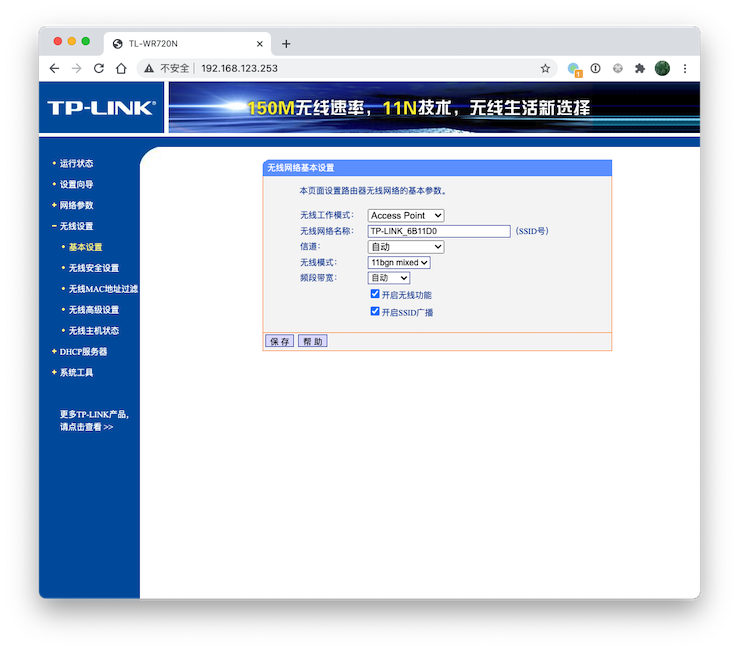 TL-WR720N
不安全
192.168.123.253
1
TP-LINK®
150M无线速率，11N技术，无线生活新选择
运行状态
设置向导
网络参数
无线设置
基本设置
无线安全设置
无线MAC地址过滤
无线高级设置
无线主机状态
DHCP服务器
系统工具
更多TP-LINK产品，
请点击查看 >>
无线网络基本设置
本页面设置路由器无线网络的基本参数。
无线工作模式： Access Point
无线网络名称： TP-LINK_6B11D0 （SSID号）
信道： 自动
无线模式： 11bgn mixed
频段带宽： 自动
开启无线功能
开启SSID广播
保 存 帮 助